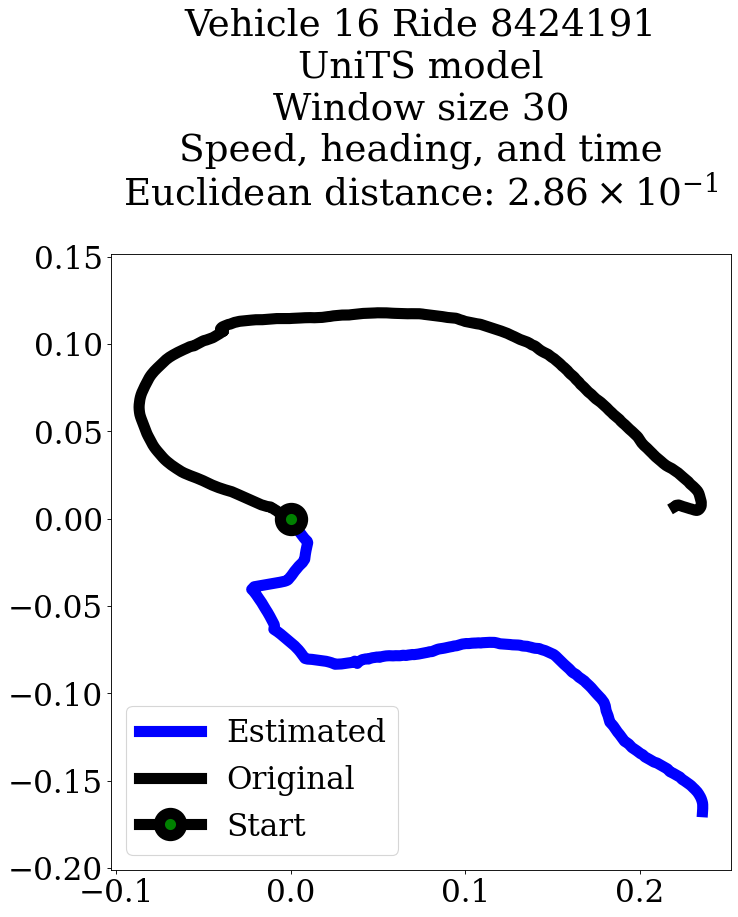 Vehicle 16 Ride 8424191
UniTS model
Window size 30
Speed, heading, and time
Euclidean distance: 2.86 × 10⁻¹
0.15
0.10
0.05
0.00
−0.05
−0.10
−0.15
−0.20
Estimated
Original
Start
−0.1
0.0
0.1
0.2